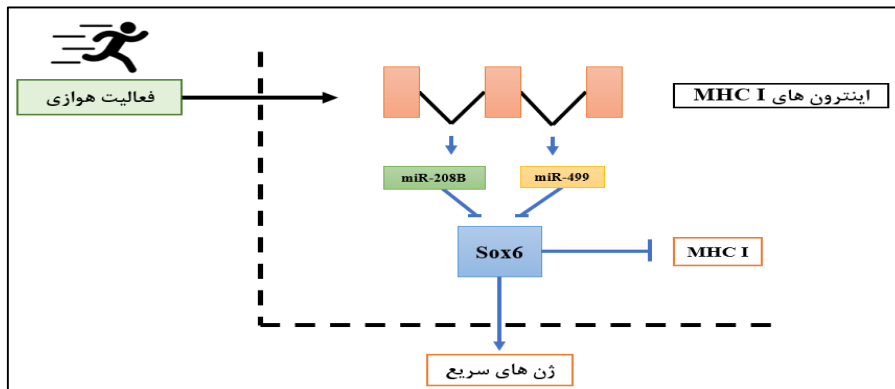 فعالیت هوازی
اینترون های MHC I
miR-208B
miR-499
Sox6
MHC I
ژن های سریع